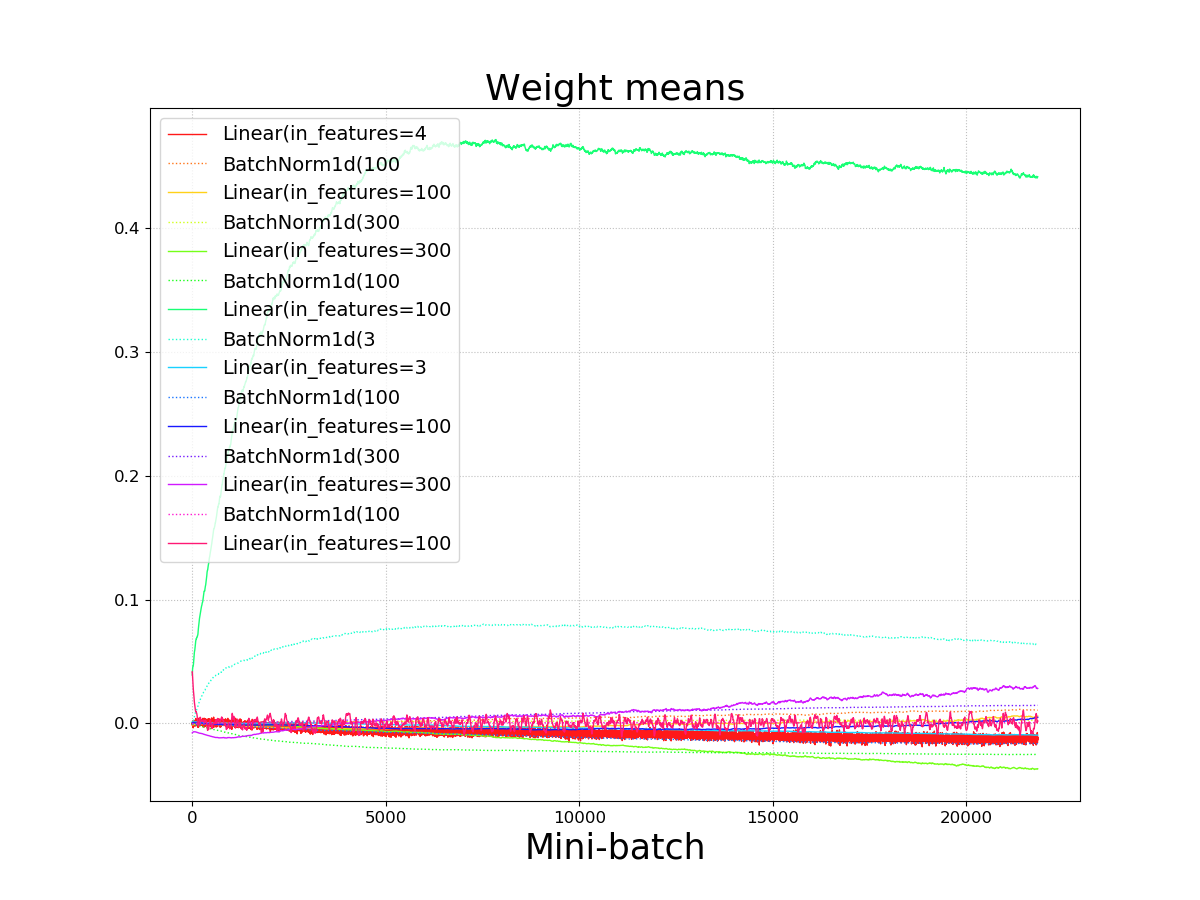 Weight means
Linear(in_features=4
BatchNorm1d(100
Linear(in_features=100
BatchNorm1d(300
Linear(in_features=300
BatchNorm1d(100
Linear(in_features=100
BatchNorm1d(3
Linear(in_features=3
BatchNorm1d(100
Linear(in_features=100
BatchNorm1d(300
Linear(in_features=300
BatchNorm1d(100
Linear(in_features=100
0.4
0.3
0.2
0.1
0.0
0 5000 10000 15000 20000
Mini-batch